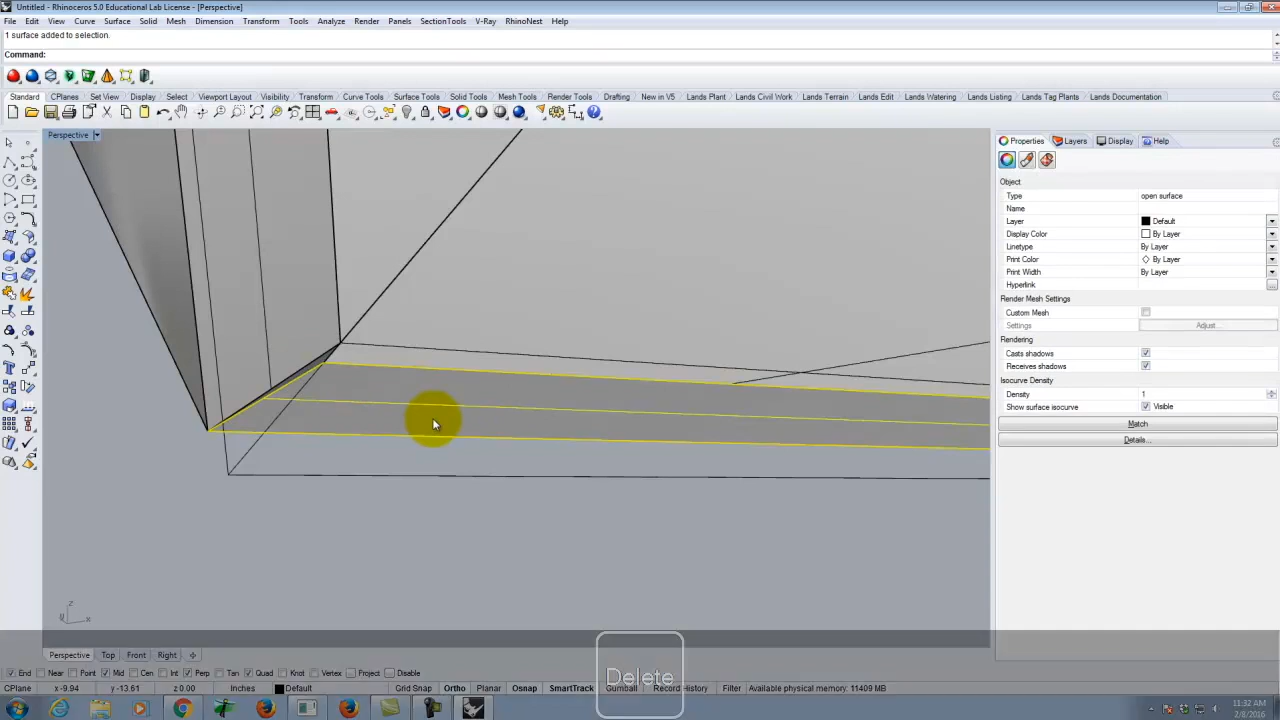 Untitled - Rhinoceros 5.0 Educational Lab License - [Perspective]
File Edit View Curve Surface Solid Mesh Dimension Transform Tools Analyze Render Panels SectionTools V-Ray RhinoNest Help
1 surface added to selection.
Command:
Standard CPlanes Set View Display Select Viewport Layout Visibility Transform Curve Tools Surface Tools Solid Tools Mesh Tools Render Tools Drafting New in V5 Lands Plant Lands Civil Work Lands Terrain Lands Edit Lands Watering Lands Listing Lands Tag Plants Lands Documentation
Perspective
Properties Layers Display Help
Object
Type open surface
Name
Layer Default
Display Color By Layer
Linetype By Layer
Print Color By Layer
Print Width By Layer
Hyperlink
Render Mesh Settings
Custom Mesh
Settings Adjust...
Rendering
Casts shadows
Receives shadows
Isocurve Density
Density 1
Show surface isocurve Visible
Match
Details...
z
y x
Delete
Perspective Top Front Right
End Near Point Mid Cen Int Perp Tan Quad Knot Vertex Project Disable
CPlane x -9.94 y -13.61 z 0.00 Inches Default Grid Snap Ortho Planar Osnap SmartTrack Gumball Record History Filter Available physical memory: 11409 MB
11:32 AM
2/8/2016